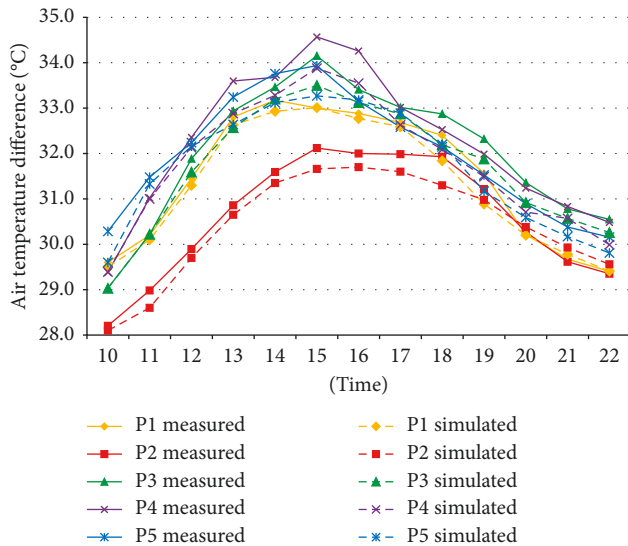 Air temperature difference (°C)
35.0
34.0
33.0
32.0
31.0
30.0
29.0
28.0
10 11 12 13 14 15 16 17 18 19 20 21 22
(Time)
P1 measured P1 simulated
P2 measured P2 simulated
P3 measured P3 simulated
P4 measured P4 simulated
P5 measured P5 simulated